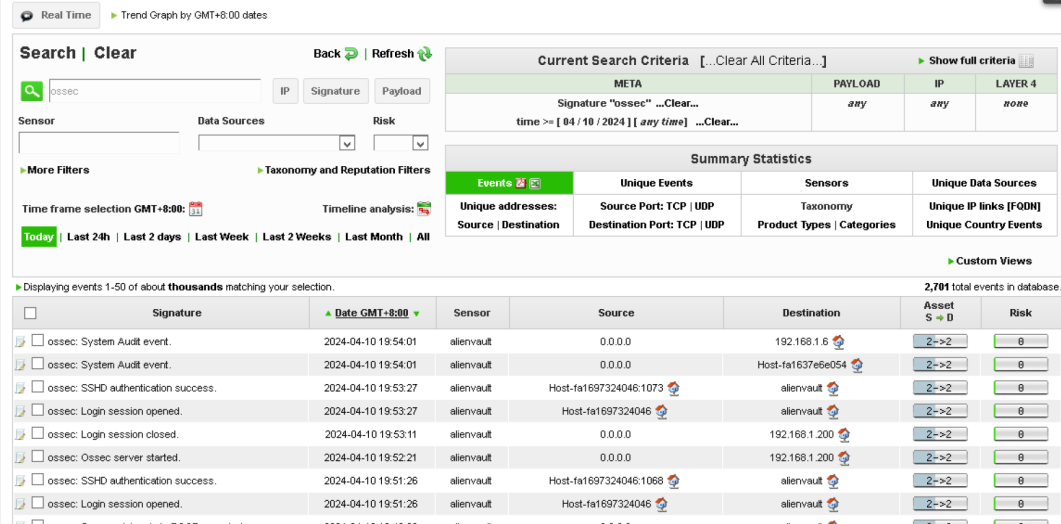 Real Time Trend Graph by GMT+8:00 dates
Search | Clear Back | Refresh
ossec IP Signature Payload
Sensor Data Sources Risk
More Filters Taxonomy and Reputation Filters
Time frame selection GMT+8:00: Timeline analysis:
Today | Last 24h | Last 2 days | Last Week | Last 2 Weeks | Last Month | All
Current Search Criteria [...Clear All Criteria...] Show full criteria
META PAYLOAD IP LAYER 4
Signature "ossec" ...Clear... any any none
time >= [ 04 / 10 / 2024 ] [ any time] ...Clear...
Summary Statistics
Events Unique Events Sensors Unique Data Sources
Unique addresses: Source Port: TCP | UDP Taxonomy Unique IP links [FQDN]
Source | Destination Destination Port: TCP | UDP Product Types | Categories Unique Country Events
Custom Views
Displaying events 1-50 of about thousands matching your selection. 2,701 total events in database.
Signature Date GMT+8:00 Sensor Source Destination Asset S → D Risk
ossec: System Audit event. 2024-04-10 19:54:01 alienvault 0.0.0.0 192.168.1.6 2->2 0
ossec: System Audit event. 2024-04-10 19:54:01 alienvault 0.0.0.0 Host-fa1637e6e054 2->2 0
ossec: SSHD authentication success. 2024-04-10 19:53:27 alienvault Host-fa1697324046:1073 alienvault 2->2 0
ossec: Login session opened. 2024-04-10 19:53:27 alienvault Host-fa1697324046 alienvault 2->2 0
ossec: Login session closed. 2024-04-10 19:53:11 alienvault 0.0.0.0 192.168.1.200 2->2 0
ossec: Ossec server started. 2024-04-10 19:52:21 alienvault 0.0.0.0 192.168.1.200 2->2 0
ossec: SSHD authentication success. 2024-04-10 19:51:26 alienvault Host-fa1697324046:1068 alienvault 2->2 0
ossec: Login session opened. 2024-04-10 19:51:26 alienvault Host-fa1697324046 alienvault 2->2 0